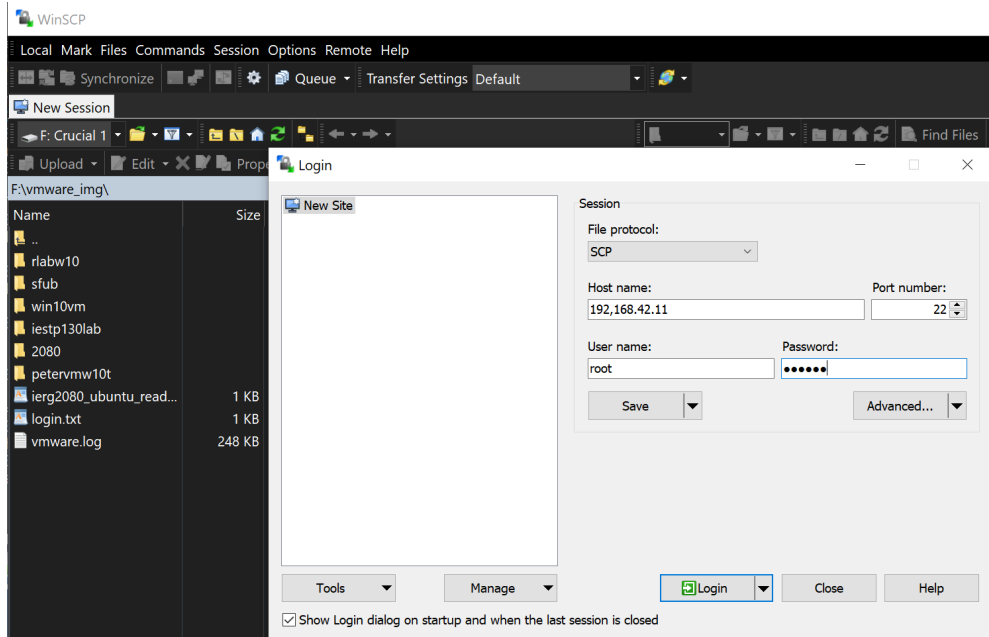 WinSCP
Local Mark Files Commands Session Options Remote Help
Synchronize Queue Transfer Settings Default
New Session
F: Crucial 1 Find Files
Upload Edit Prope
F:\vmware_img\
Name Size
..
rlabw10
sfub
win10vm
iestp130lab
2080
petervmw10t
ierg2080_ubuntu_read... 1 KB
login.txt 1 KB
vmware.log 248 KB
Login
New Site
Session
File protocol:
SCP
Host name: Port number:
192,168.42.11 22
User name: Password:
root ●●●●●●
Save Advanced...
Tools Manage Login Close Help
Show Login dialog on startup and when the last session is closed